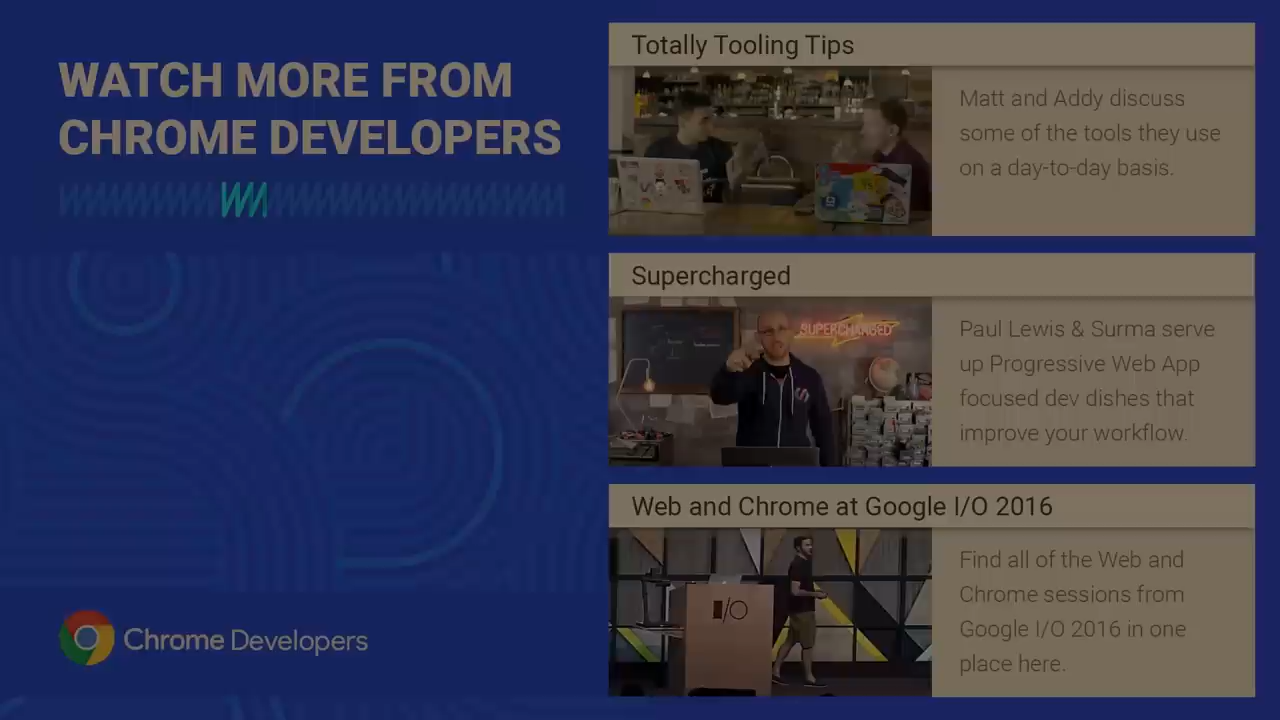 WATCH MORE FROM
CHROME DEVELOPERS
Chrome Developers
Totally Tooling Tips
Matt and Addy discuss
some of the tools they use
on a day-to-day basis.
Supercharged
SUPERCHARGED
Paul Lewis & Surma serve
up Progressive Web App
focused dev dishes that
improve your workflow.
Web and Chrome at Google I/O 2016
I/O
Find all of the Web and
Chrome sessions from
Google I/O 2016 in one
place here.